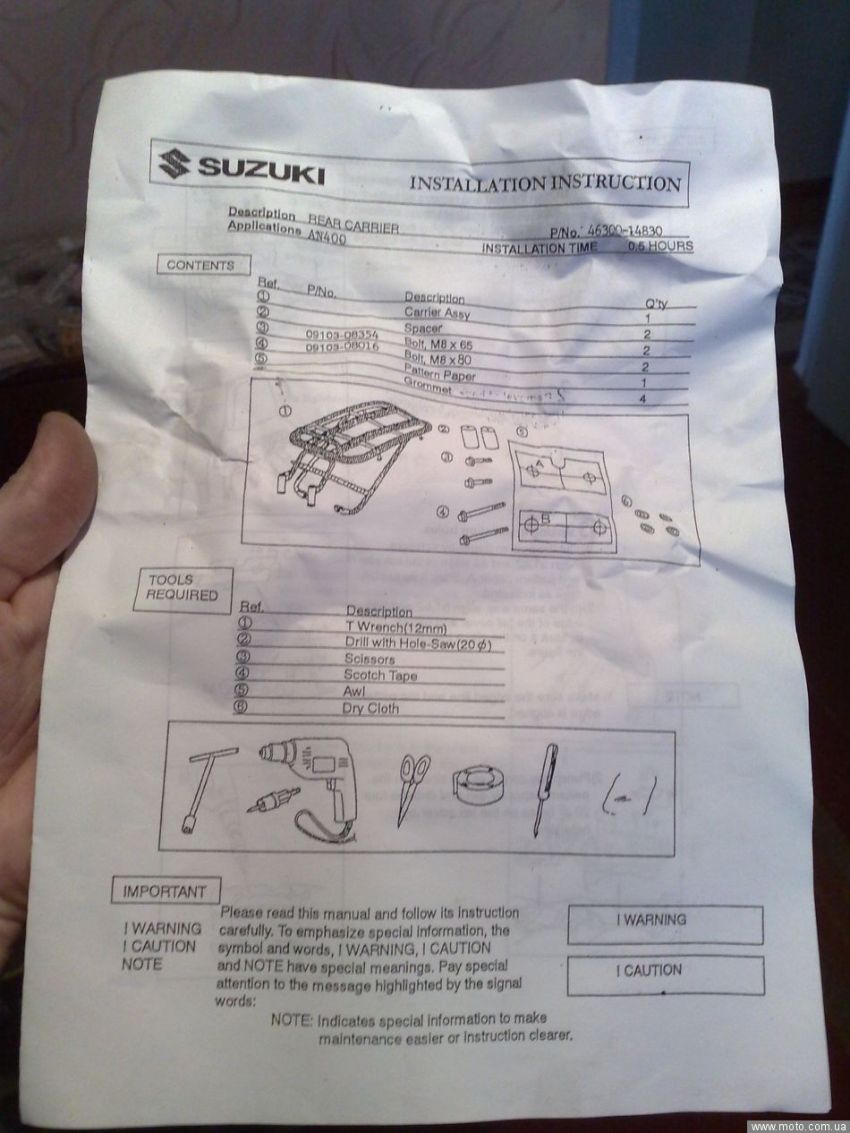 SUZUKI INSTALLATION INSTRUCTION
Description REAR CARRIER P/No. 46300-14830
Applications AN400 INSTALLATION TIME 0.5 HOURS
CONTENTS
Ref. P/No. Description Q'ty
① Carrier Assy 1
② Spacer 2
③ 09103-08354 Bolt, M8 x 65 2
④ 09103-08016 Bolt, M8 x 80 2
⑤ Pattern Paper 1
Grommet 4
① ② ③ ④ ⑤ ⑥
A
B
TOOLS
REQUIRED
Ref. Description
① T Wrench(12mm)
② Drill with Hole-Saw(20φ)
③ Scissors
④ Scotch Tape
⑤ Awl
⑥ Dry Cloth
IMPORTANT
! WARNING
! CAUTION
NOTE
Please read this manual and follow its instruction
carefully. To emphasize special information, the
symbol and words, ! WARNING, ! CAUTION
and NOTE have special meanings. Pay special
attention to the message highlighted by the signal
words:
! WARNING
! CAUTION
NOTE: Indicates special information to make
maintenance easier or instruction clearer.
www.moto.com.ua